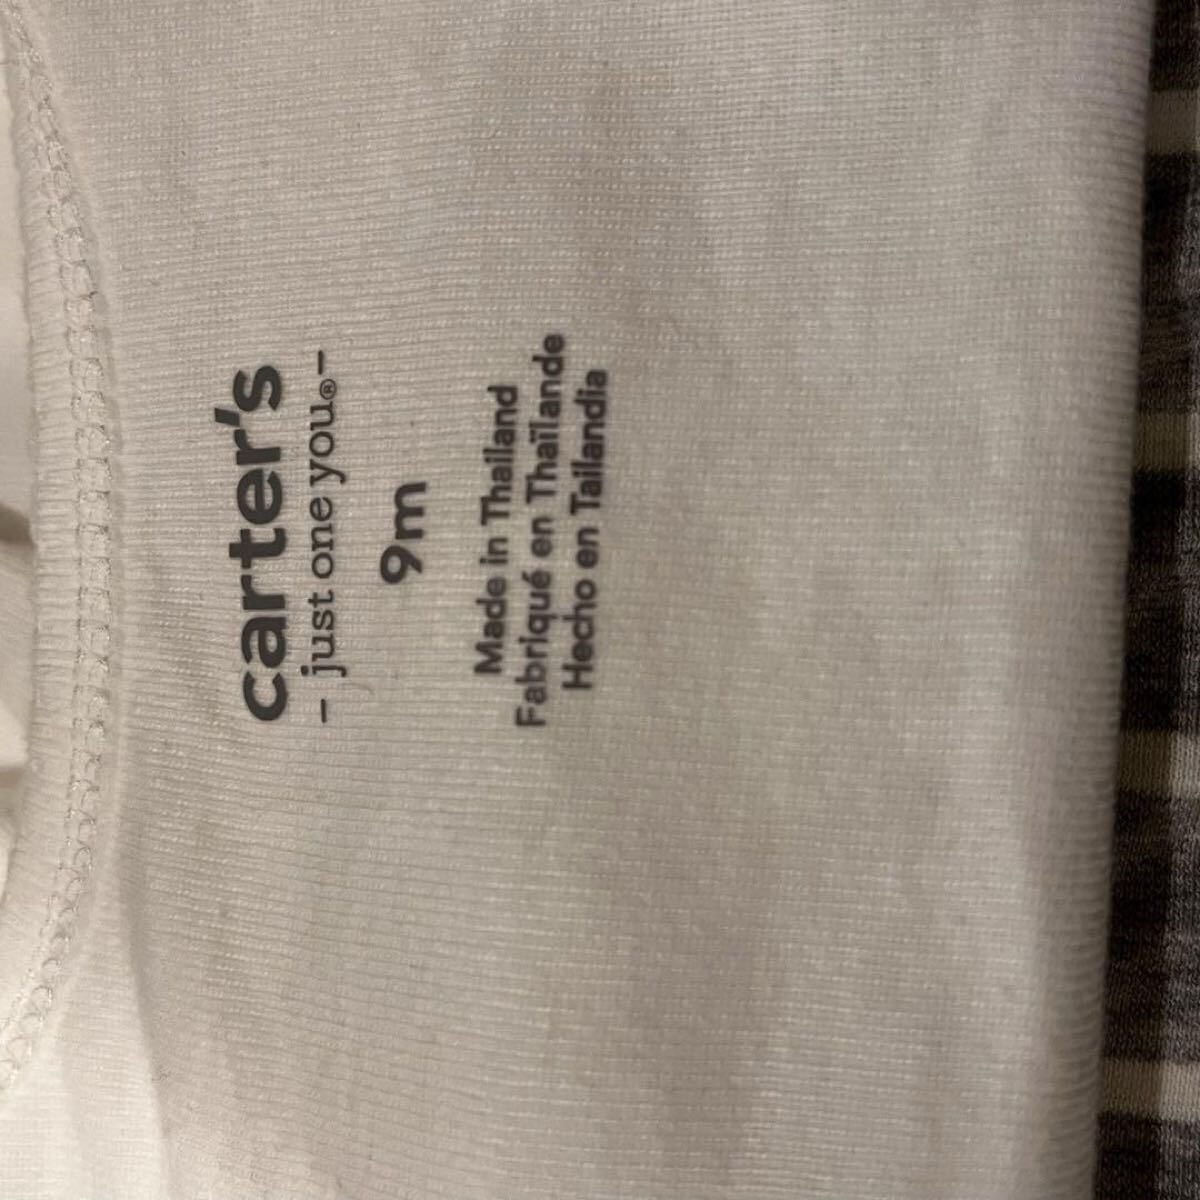 carter's
- just one you®-
9m
Made in Thailand
Fabriqué en Thaïlande
Hecho en Tailandia